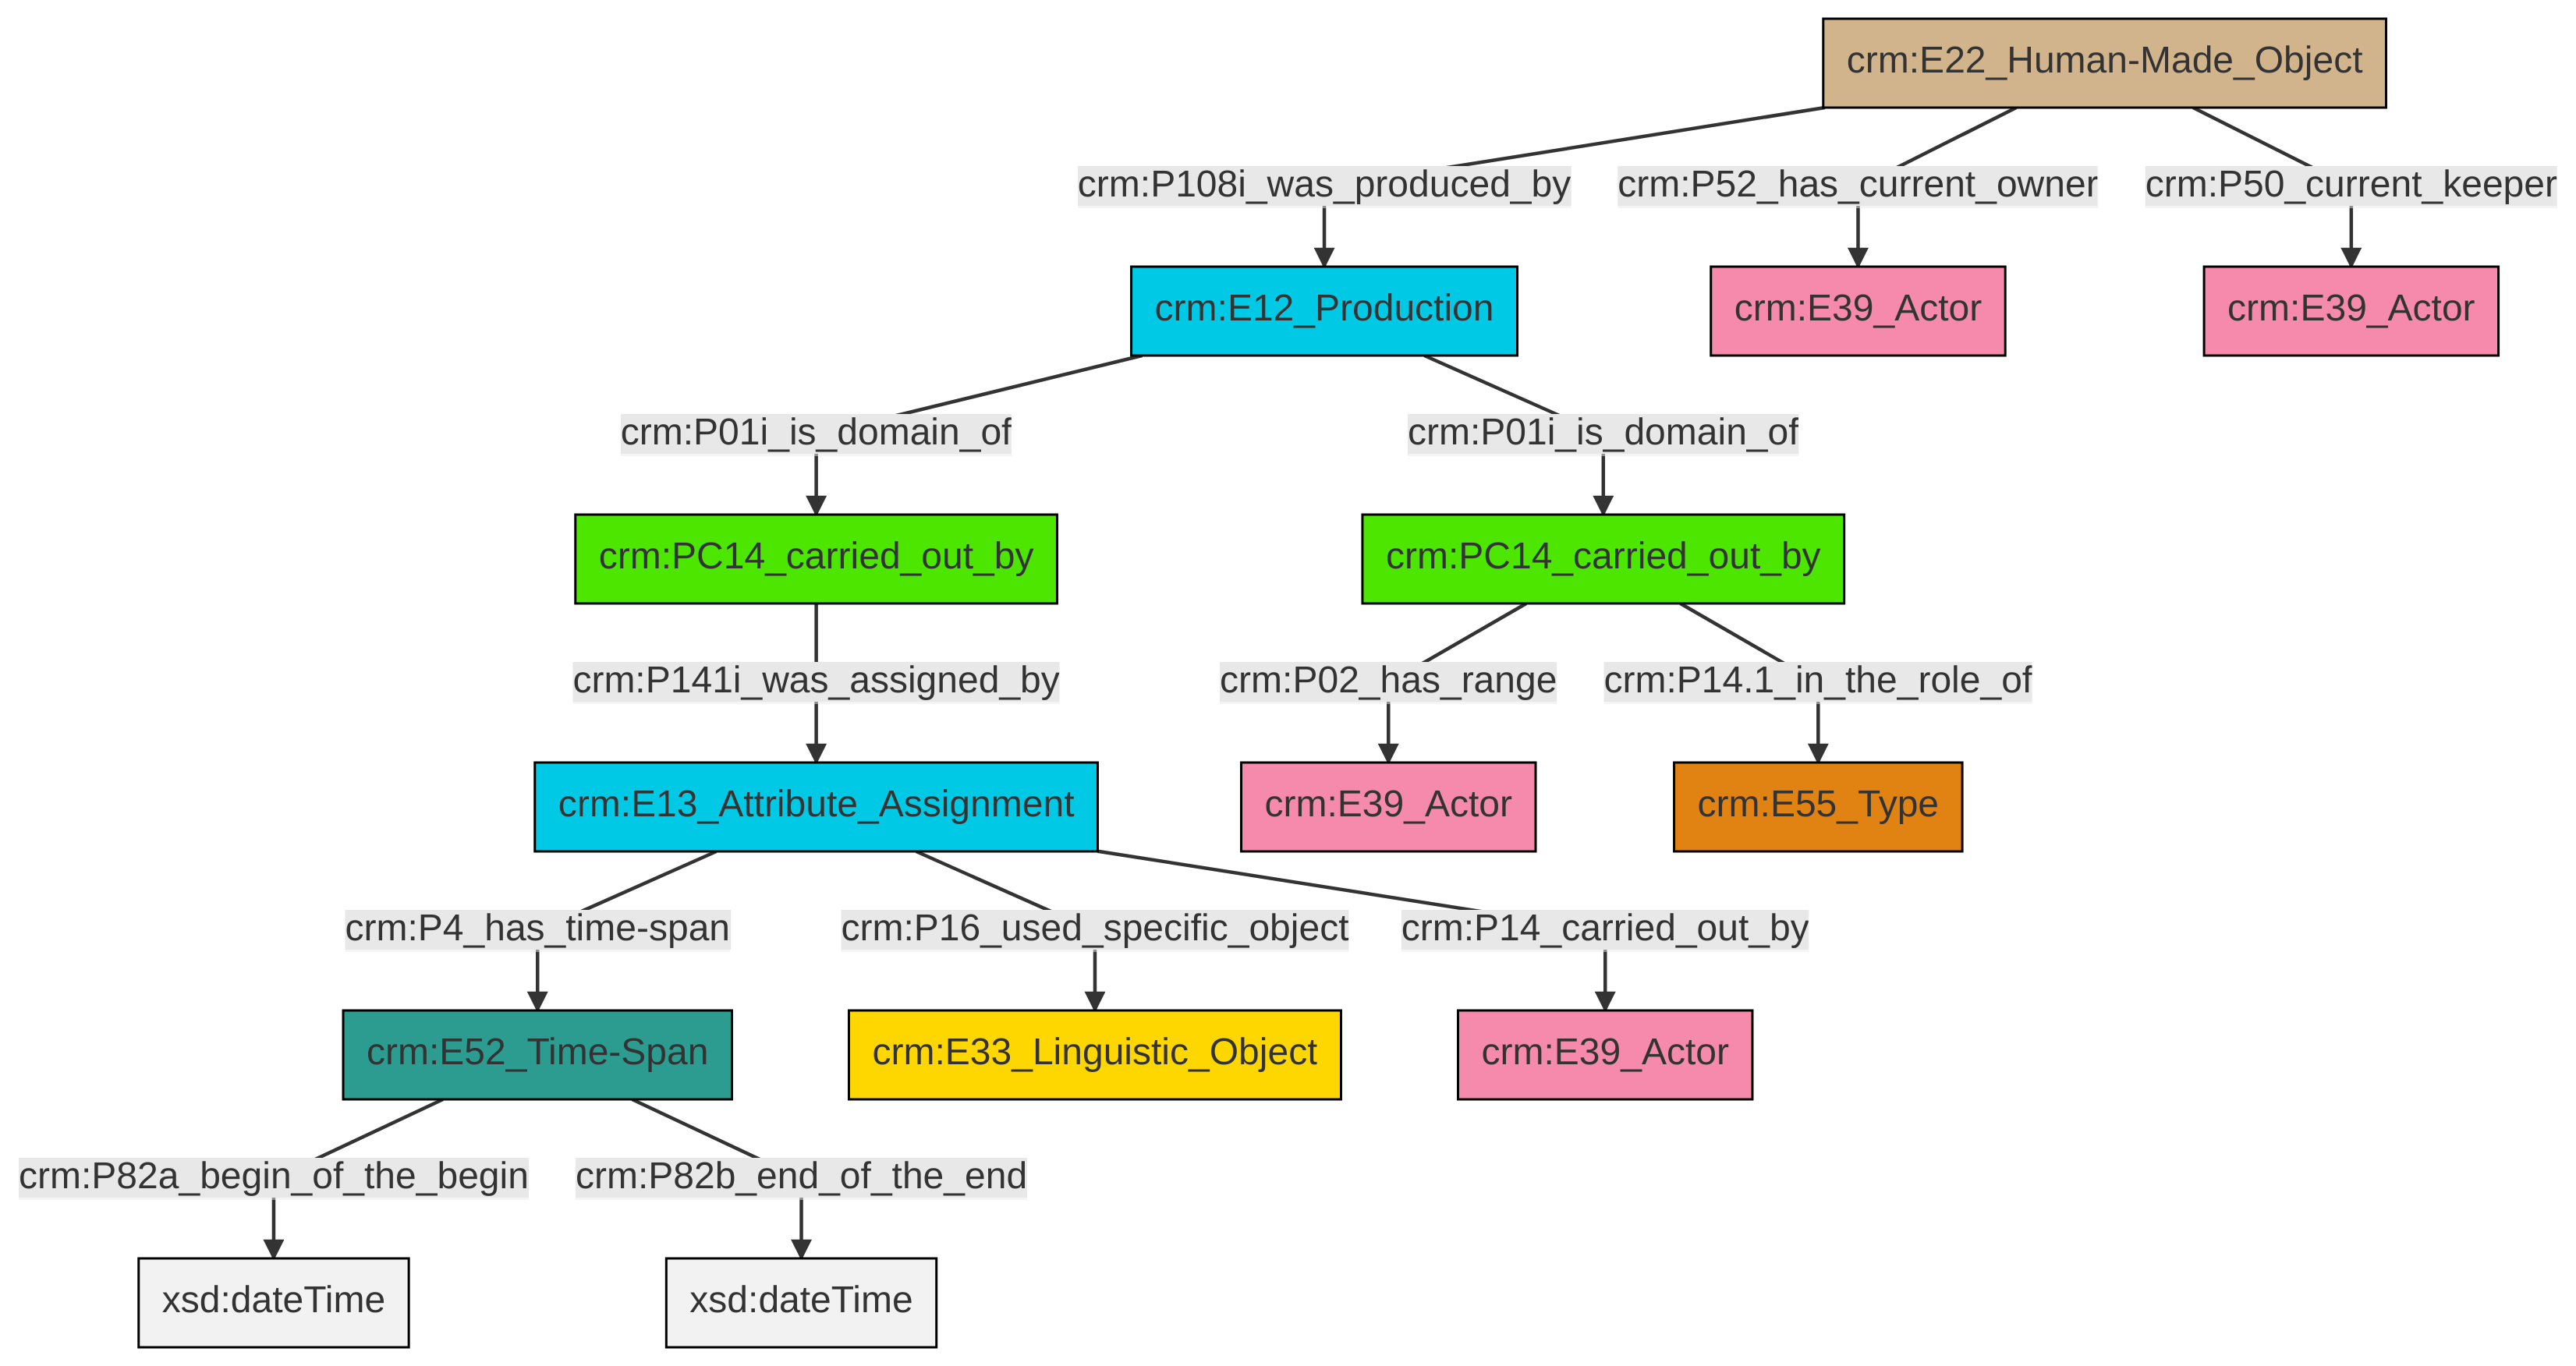 crm:E22_Human-Made_Object
crm:P108i_was_produced_by
crm:P52_has_current_owner
crm:P50_current_keeper
crm:E12_Production
crm:E39_Actor
crm:E39_Actor
crm:P01i_is_domain_of
crm:P01i_is_domain_of
crm:PC14_carried_out_by
crm:PC14_carried_out_by
crm:P141i_was_assigned_by
crm:P02_has_range
crm:P14.1_in_the_role_of
crm:E13_Attribute_Assignment
crm:E39_Actor
crm:E55_Type
crm:P4_has_time-span
crm:P16_used_specific_object
crm:P14_carried_out_by
crm:E52_Time-Span
crm:E33_Linguistic_Object
crm:E39_Actor
crm:P82a_begin_of_the_begin
crm:P82b_end_of_the_end
xsd:dateTime
xsd:dateTime